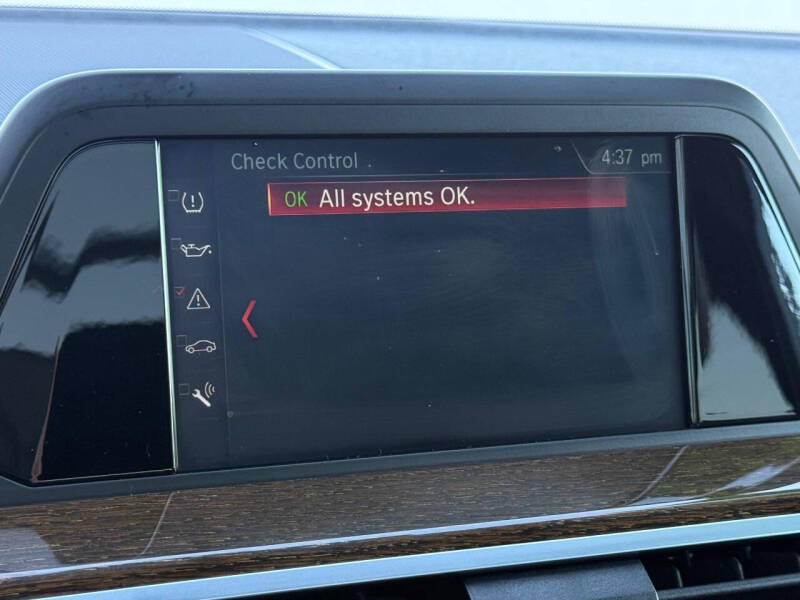 Check Control
4:37 pm
OK All systems OK.